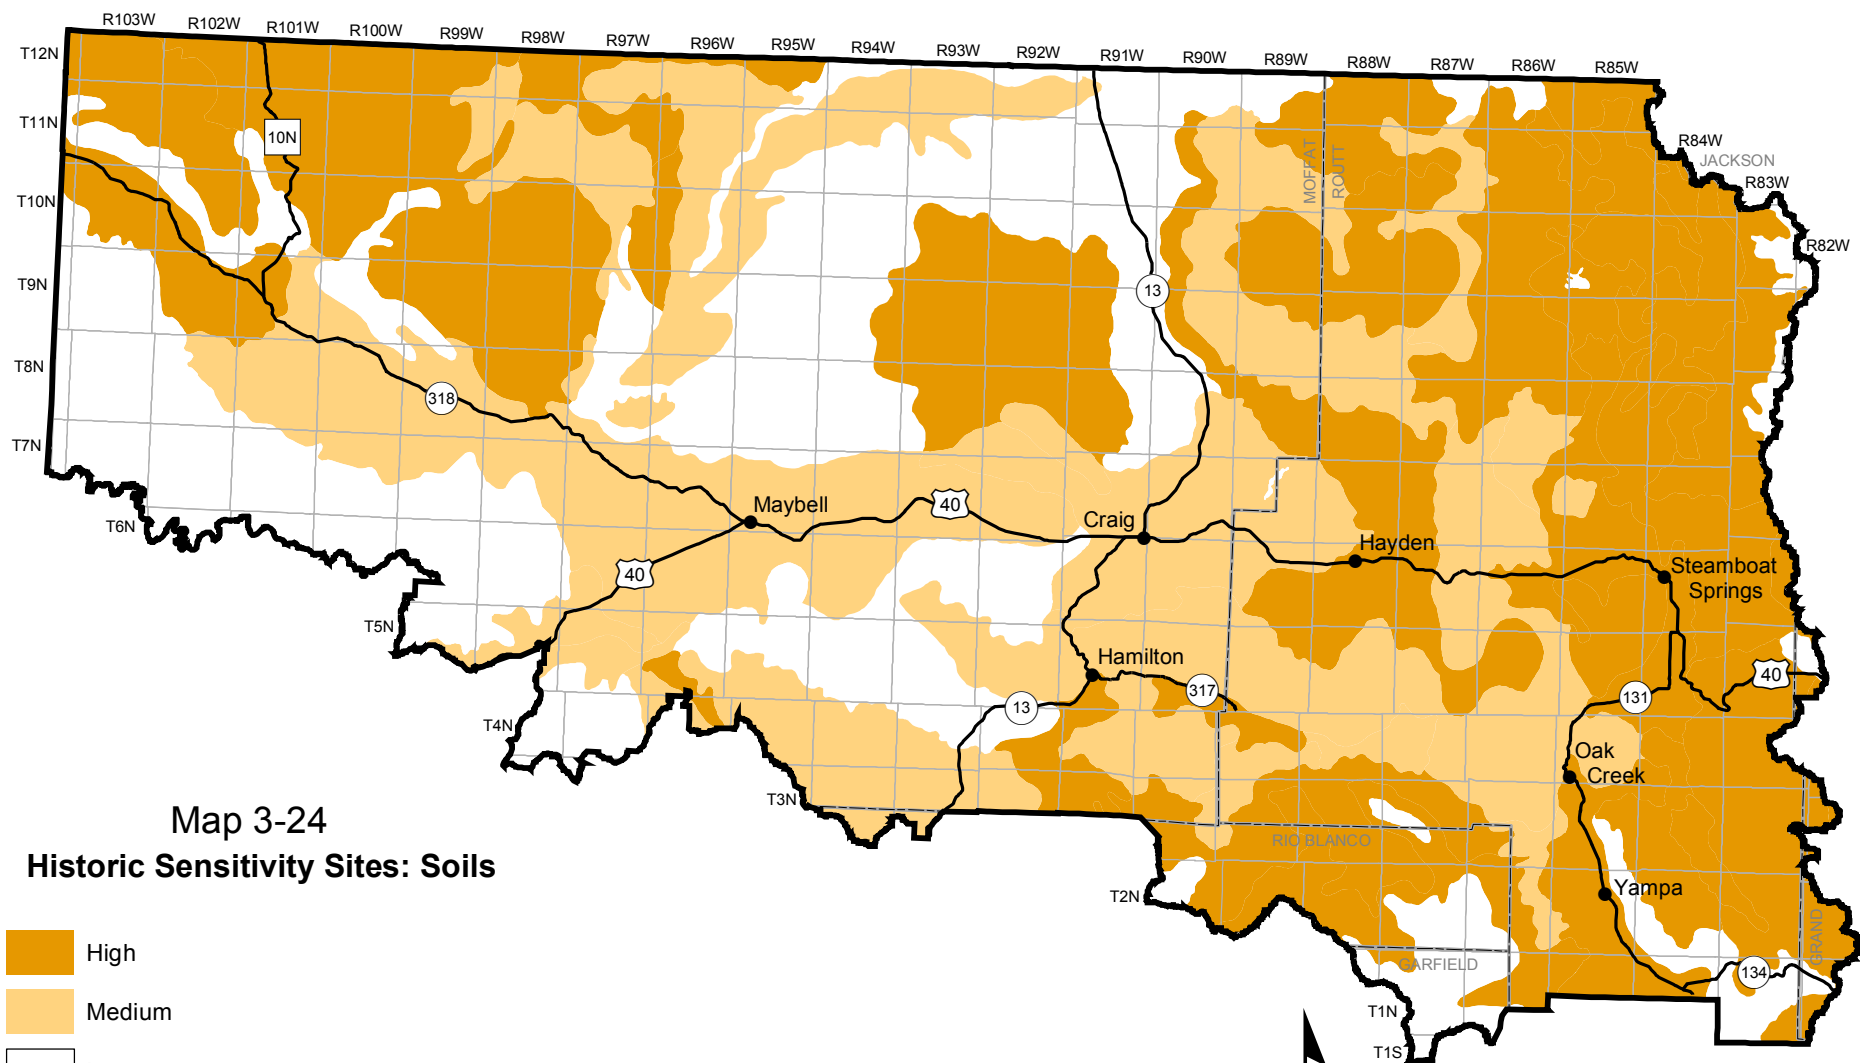 R103W
R102W
R101W
R100W
R99W
R98W
R97W
R96W
R95W
R94W
R93W
R92W
R91W
R90W
R89W
R88W
R87W
R86W
R85W
R84W
JACKSON
R83W
R82W
T12N
T11N
T10N
T9N
T8N
T7N
T6N
T5N
T4N
T3N
T2N
T1N
T1S
10N
MOFFAT
ROUTT
13
318
Maybell
40
Craig
40
Hayden
Steamboat
Springs
Hamilton
317
13
131
40
Oak
Creek
RIO BLANCO
Yampa
GARFIELD
GRAND
134
Map 3-24
Historic Sensitivity Sites: Soils
High
Medium